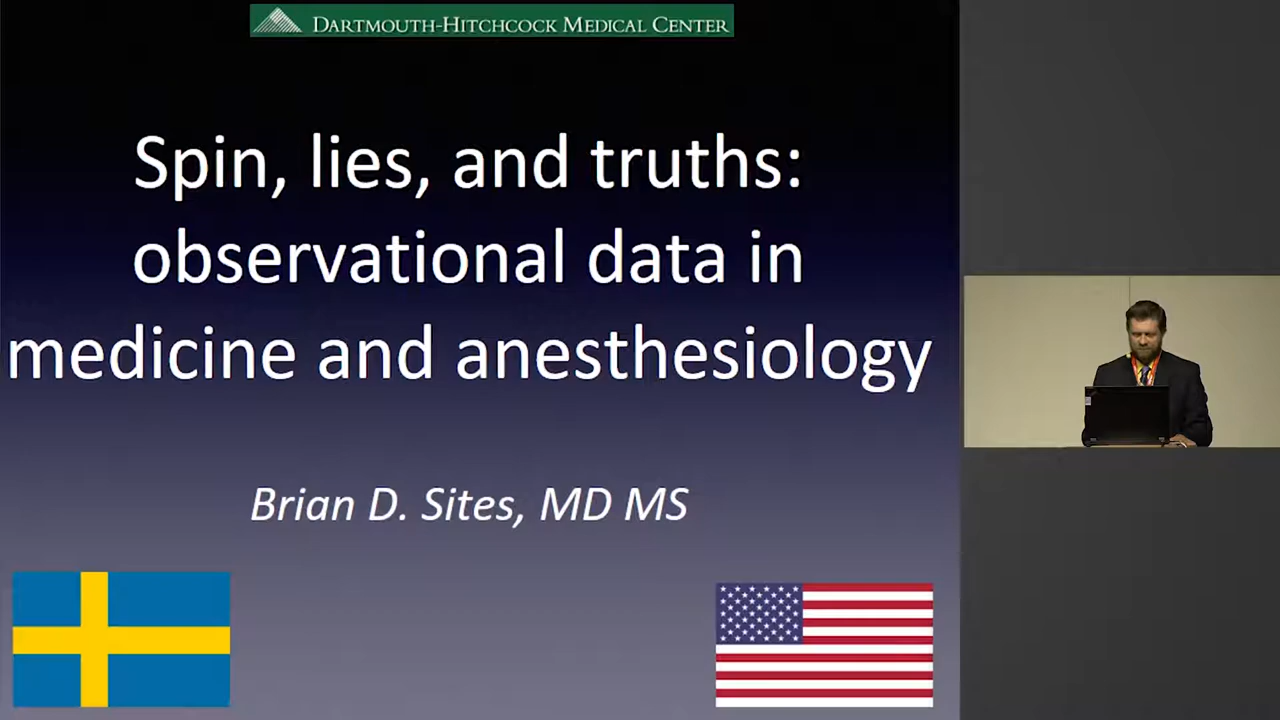 DARTMOUTH-HITCHCOCK MEDICAL CENTER
Spin, lies, and truths:
observational data in
medicine and anesthesiology
Brian D. Sites, MD MS